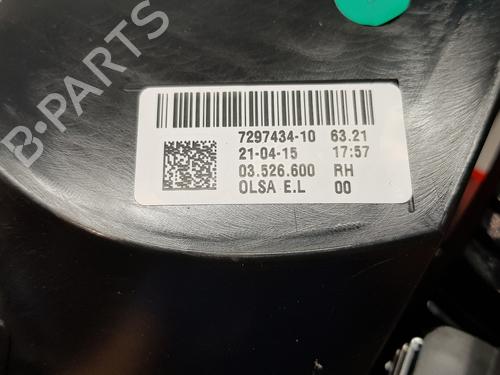 B-PARTS
7297434-10 63.21
21-04-15 17:57
03.526.600 RH
OLSA E.L 00